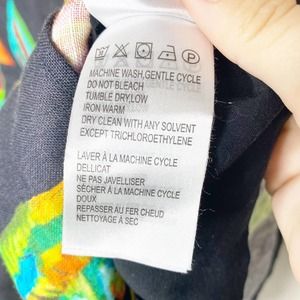 MACHINE WASH,GENTLE CYCLE
DO NOT BLEACH
TUMBLE DRYLOW
IRON WARM
DRY CLEAN WITH ANY SOLVENT
EXCEPT TRICHLOROETHYLENE
LAVER À LA MACHINE CYCLE
DELLICAT
NE PAS JAVELLISER
SÉCHER À LA MACHINE CYCLE
DOUX
REPASSER AU FER CHEUD
NETTOYAGE À SEC